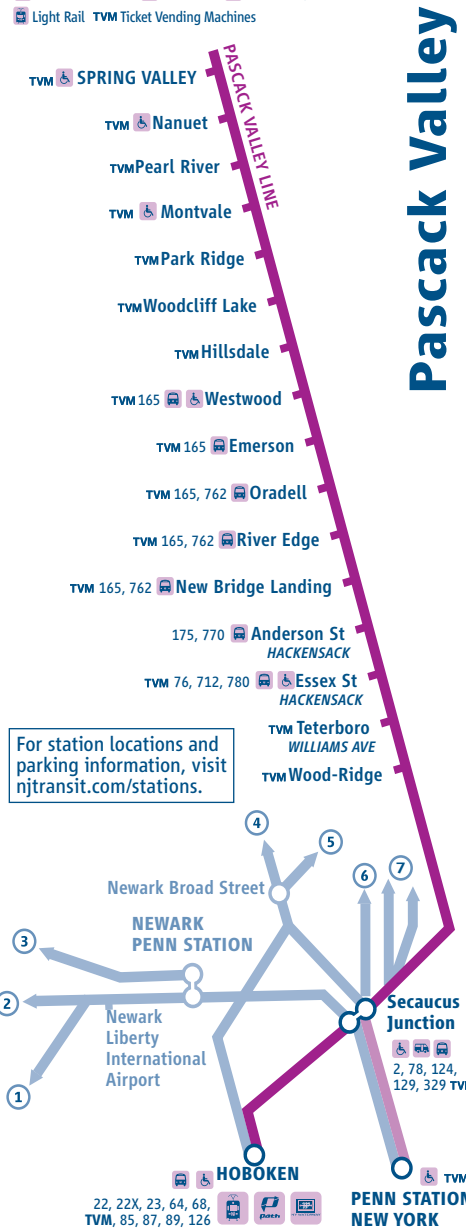 Light Rail TVM Ticket Vending Machines
Pascack Valley
PASCACK VALLEY LINE
TVM SPRING VALLEY
TVM Nanuet
TVM Pearl River
TVM Montvale
TVM Park Ridge
TVM Woodcliff Lake
TVM Hillsdale
TVM 165 Westwood
TVM 165 Emerson
TVM 165, 762 Oradell
TVM 165, 762 River Edge
TVM 165, 762 New Bridge Landing
175, 770 Anderson St
HACKENSACK
TVM 76, 712, 780 Essex St
HACKENSACK
TVM Teterboro
WILLIAMS AVE
TVM Wood-Ridge
For station locations and
parking information, visit
njtransit.com/stations.
4
5
6
7
Newark Broad Street
NEWARK
PENN STATION
3
2
1
Newark
Liberty
International
Airport
Secaucus
Junction
2, 78, 124,
129, 329 TVM
HOBOKEN
22, 22X, 23, 64, 68,
TVM, 85, 87, 89, 126
path
TVM
PENN STATION
NEW YORK